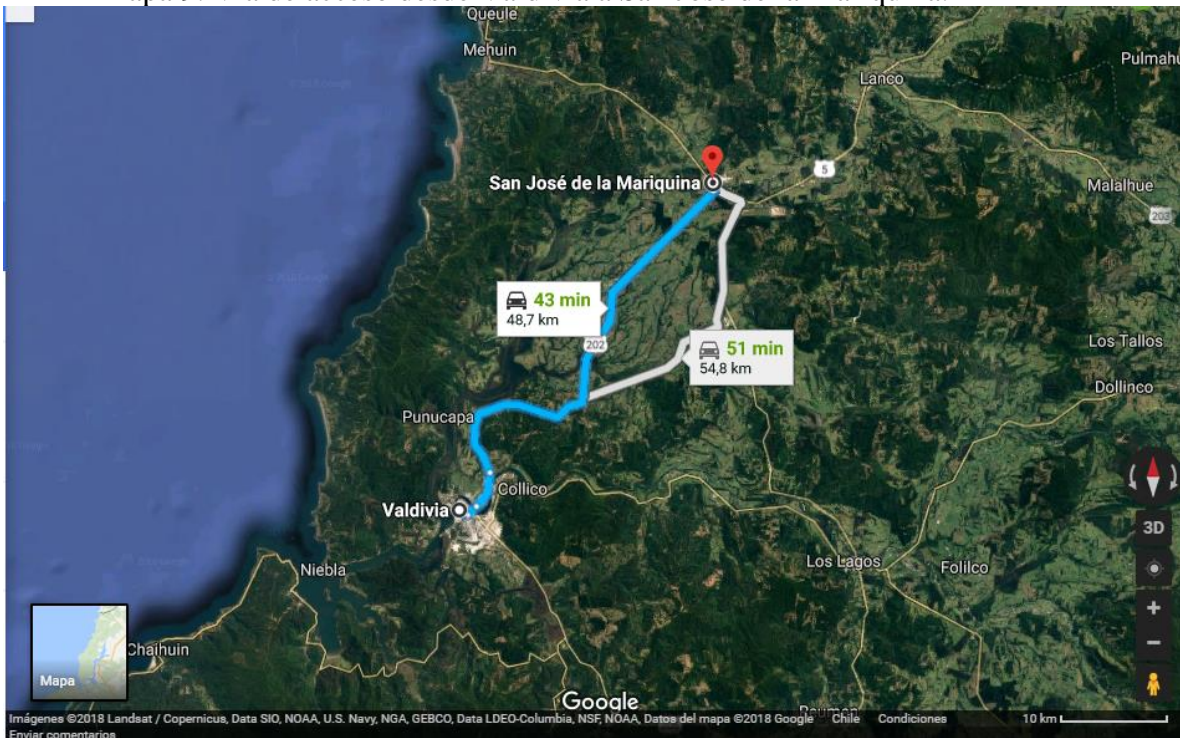 Queule
Mehuin
Pulmahu
Lanco
San José de la Mariquina
5
Malalhue
203
43 min
48,7 km
202
51 min
54,8 km
Los Tallos
Dollinco
Punucapa
Collico
Valdivia
3D
Los Lagos
Folilco
Niebla
Chaihuin
Mapa
Google
Imágenes ©2018 Landsat / Copernicus, Data SIO, NOAA, U.S. Navy, NGA, GEBCO, Data LDEO-Columbia, NSF, NOAA, Datos del mapa ©2018 Google Chile Condiciones 10 km
Enviar comentarios